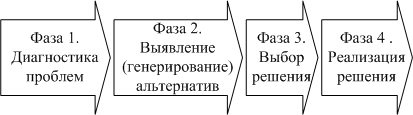 Фаза 1.
Диагностика
проблем
Фаза 2.
Выявление
(генерирование)
альтернатив
Фаза 3.
Выбор
решения
Фаза 4 .
Реализация
решения